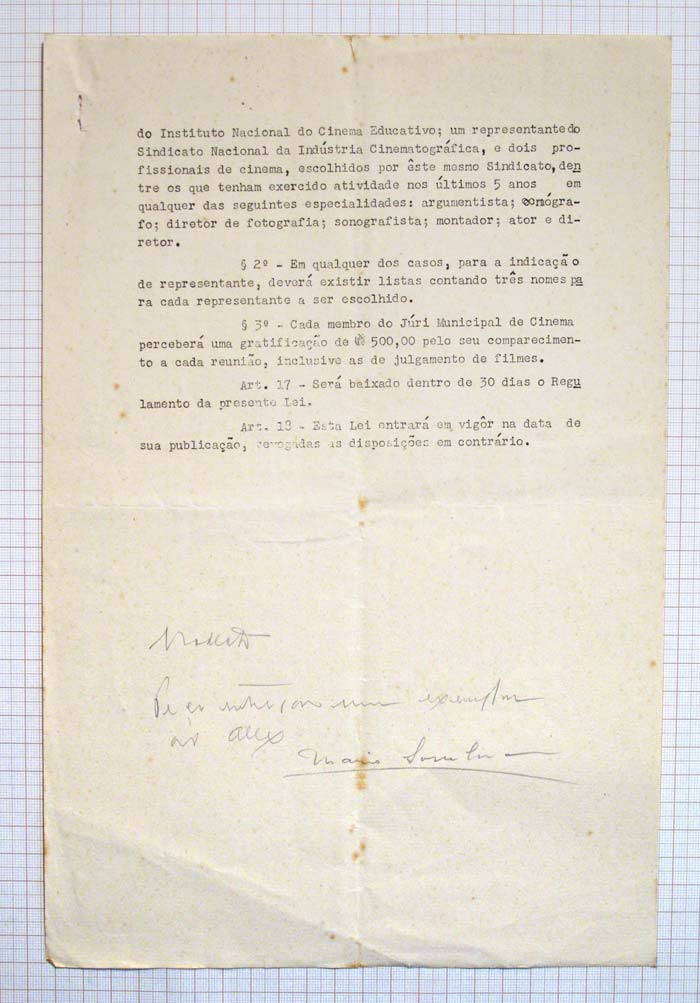 do Instituto Nacional do Cinema Educativo; um representante do
Sindicato Nacional da Indústria Cinematográfica, e dois pro-
fissionais de cinema, escolhidos por êste mesmo Sindicato, den
tre os que tenham exercido atividade nos últimos 5 anos em
qualquer das seguintes especialidades: argumentista; cenógra-
fo; diretor de fotografia; sonografista; montador; ator e di-
retor.
§ 2º - Em qualquer dos casos, para a indicação
de representante, deverá existir listas contando três nomes pa
ra cada representante a ser escolhido.
§ 3º - Cada membro do Júri Municipal de Cinema
perceberá uma gratificação de 500,00 pelo seu comparecimen-
to a cada reunião, inclusive as de julgamento de filmes.
Art. 17 - Será baixado dentro de 30 dias o Regu
lamento da presente Lei.
Art. 18 - Esta Lei entrará em vigôr na data de
sua publicação, revogadas as disposições em contrário.
um exemplar
Alex
Mario